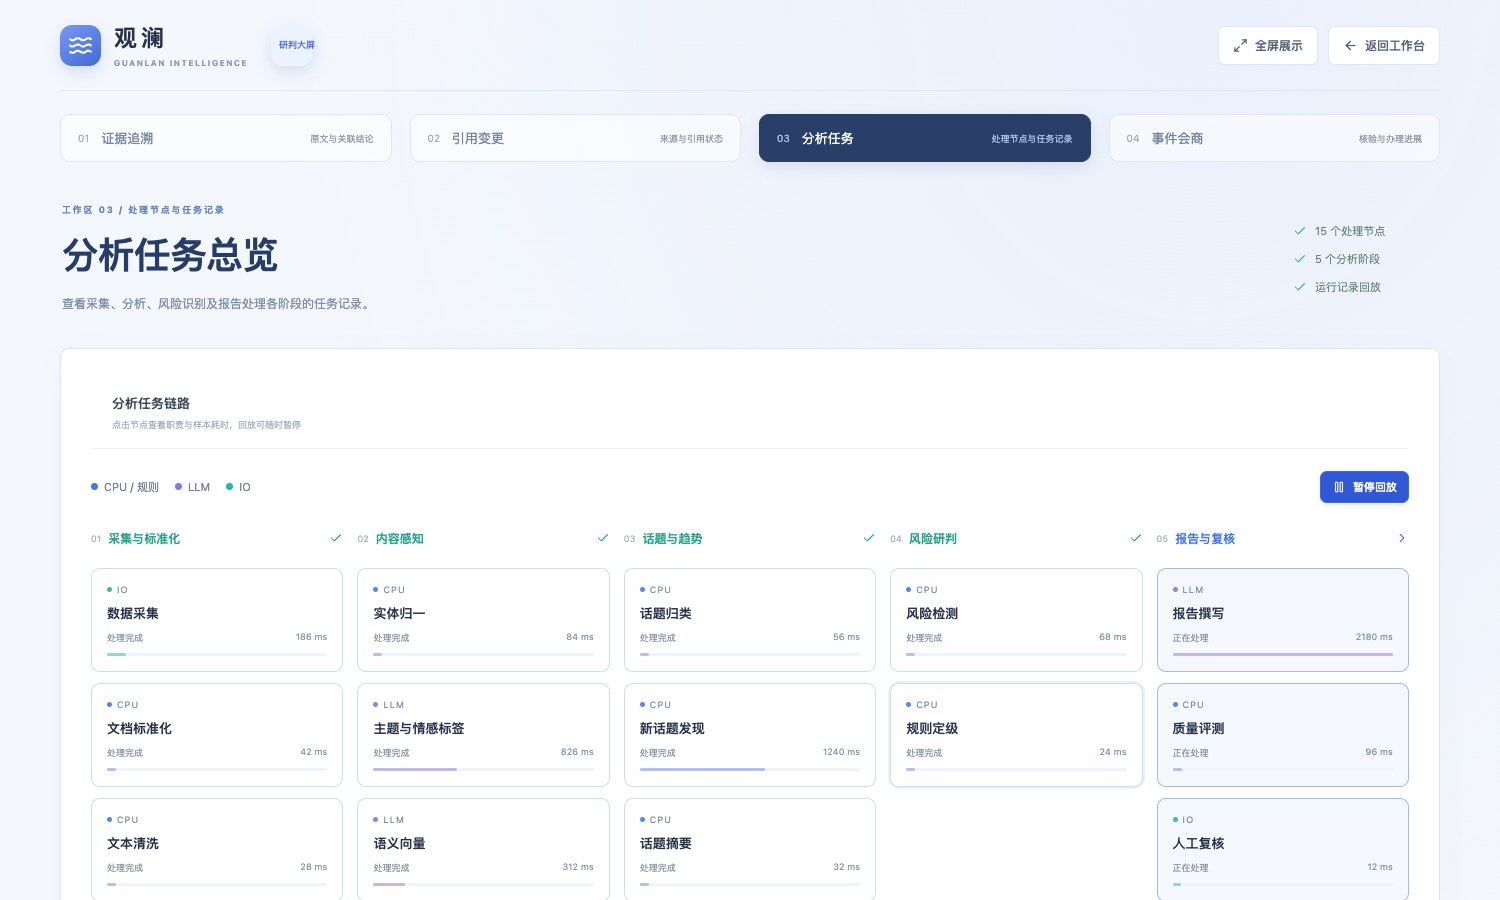 观澜
GUANLAN INTELLIGENCE
研判大屏
全屏展示
返回工作台
01 证据追溯 原文与关联结论
02 引用变更 来源与引用状态
03 分析任务 处理节点与任务记录
04 事件会商 核验与办理进展
工作区 03 / 处理节点与任务记录
分析任务总览
查看采集、分析、风险识别及报告处理各阶段的任务记录。
15 个处理节点
5 个分析阶段
运行记录回放
分析任务链路
点击节点查看职责与样本耗时，回放可随时暂停
CPU / 规则 LLM IO
暂停回放
01 采集与标准化
02 内容感知
03 话题与趋势
04 风险研判
05 报告与复核
IO
数据采集
处理完成 186 ms
CPU
实体归一
处理完成 84 ms
CPU
话题归类
处理完成 56 ms
CPU
风险检测
处理完成 68 ms
LLM
报告撰写
正在处理 2180 ms
CPU
文档标准化
处理完成 42 ms
LLM
主题与情感标签
处理完成 826 ms
CPU
新话题发现
处理完成 1240 ms
CPU
规则定级
处理完成 24 ms
CPU
质量评测
正在处理 96 ms
CPU
文本清洗
处理完成 28 ms
LLM
语义向量
处理完成 312 ms
CPU
话题摘要
处理完成 32 ms
IO
人工复核
正在处理 12 ms